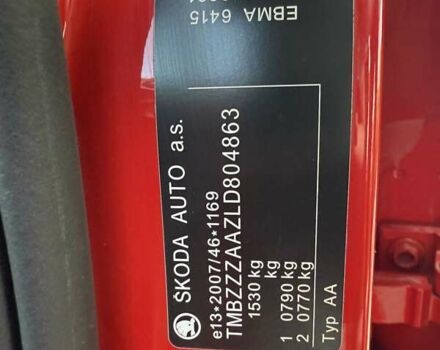 ŠKODA AUTO a.s.
e13*2007/46*1169
TMBZZZAAZLD804863
1530 kg
1 0790 kg
2 0770 kg
Typ AA
EBMA 6415